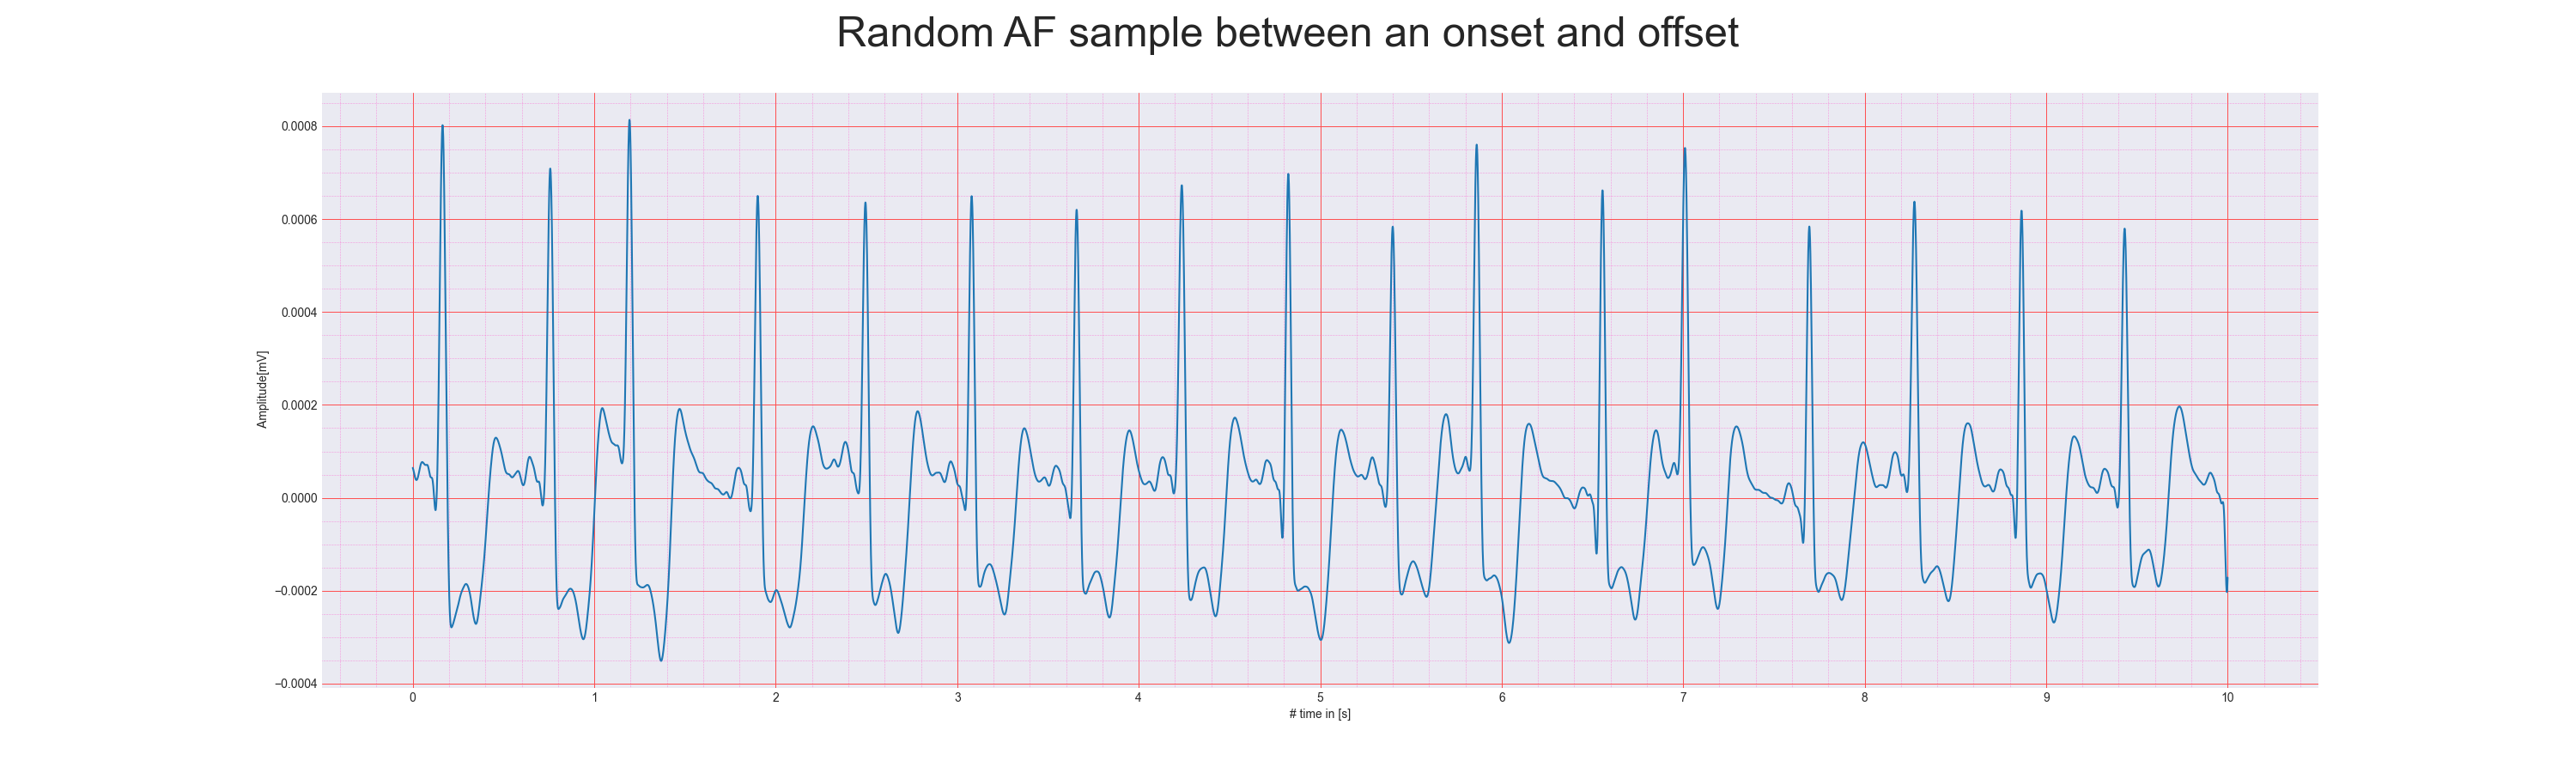 Random AF sample between an onset and offset
0.0008
0.0006
0.0004
0.0002
0.0000
−0.0002
−0.0004
Amplitude[mV]
0 1 2 3 4 5 6 7 8 9 10
# time in [s]